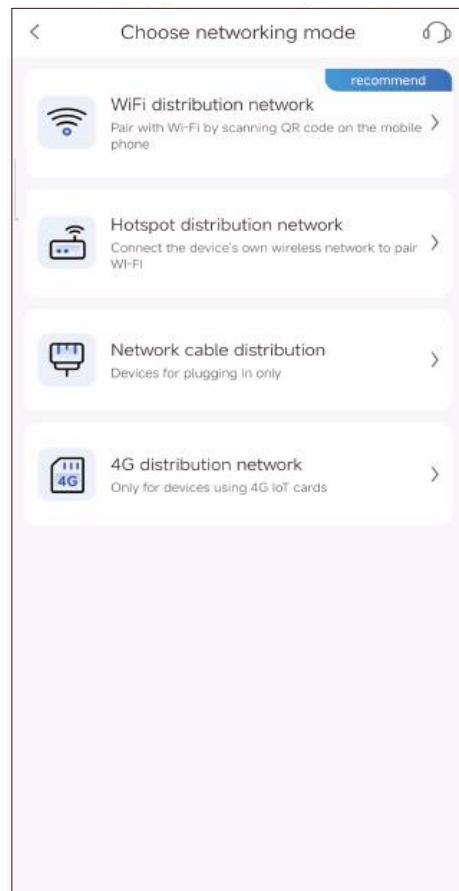 Choose networking mode
recommend
WiFi distribution network
Pair with Wi-Fi by scanning QR code on the mobile
phone
Hotspot distribution network
Connect the device's own wireless network to pair
WI-FI
Network cable distribution
Devices for plugging in only
4G
4G distribution network
Only for devices using 4G IoT cards